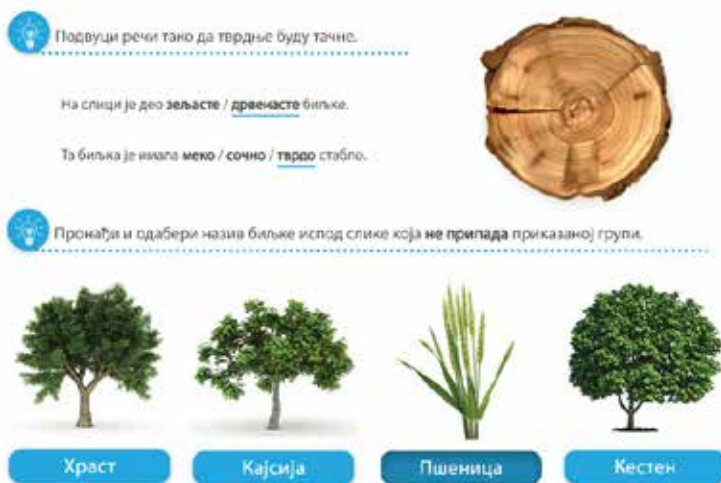 Подвуци речи тако да тврдње буду тачне.
На слици је део зељасте / дрвенасте биљке.
Та биљка је имала меко / сочно / тврдо стабло.
Пронађи и одабери назив биљке испод слике која не припада приказаној групи.
Храст Кајсија Пшеница Кестен